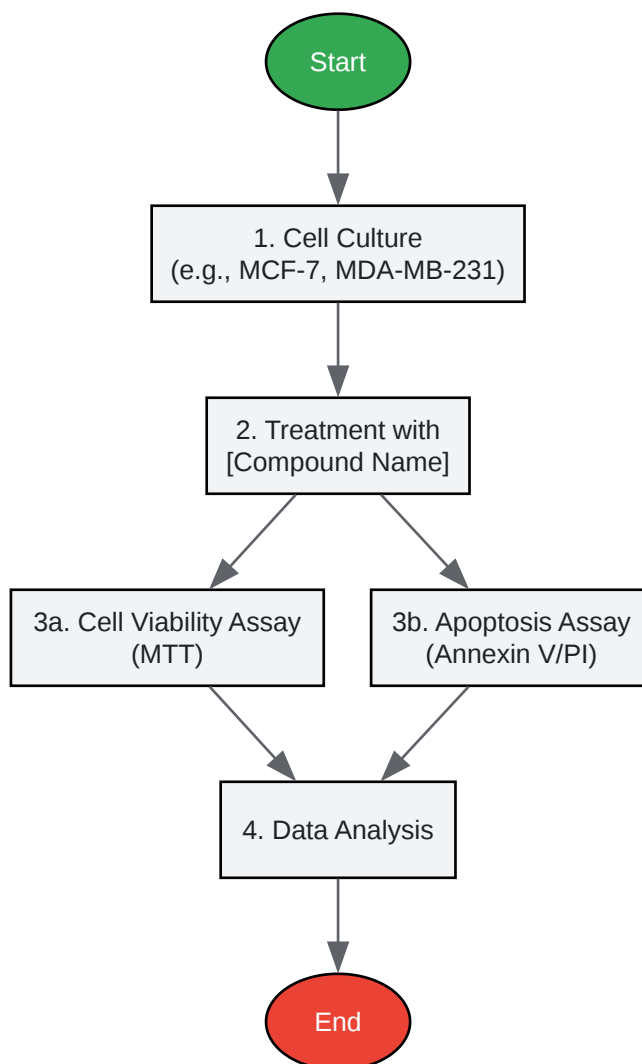 Start
1. Cell Culture
(e.g., MCF-7, MDA-MB-231)
2. Treatment with
[Compound Name]
3a. Cell Viability Assay
(MTT)
3b. Apoptosis Assay
(Annexin V/PI)
4. Data Analysis
End